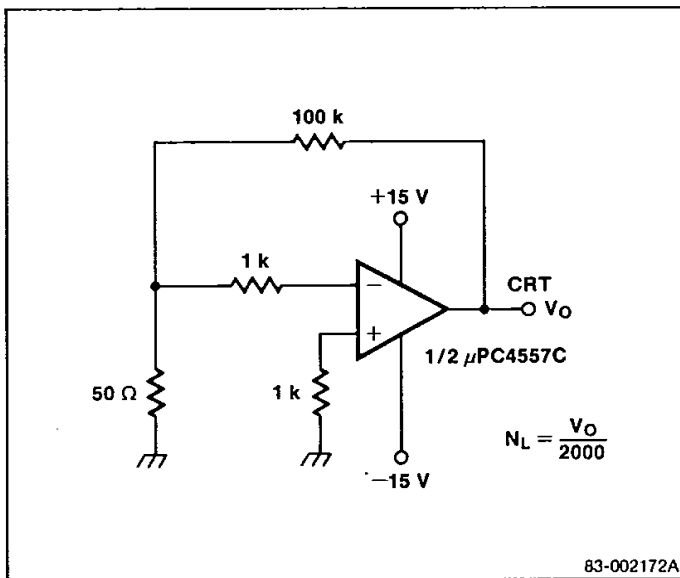 100 k
+15 V
1 k
−
CRT
V_O
+
1/2 μPC4557C
50 Ω
1 k
N_L = V_O / 2000
−15 V
83-002172A